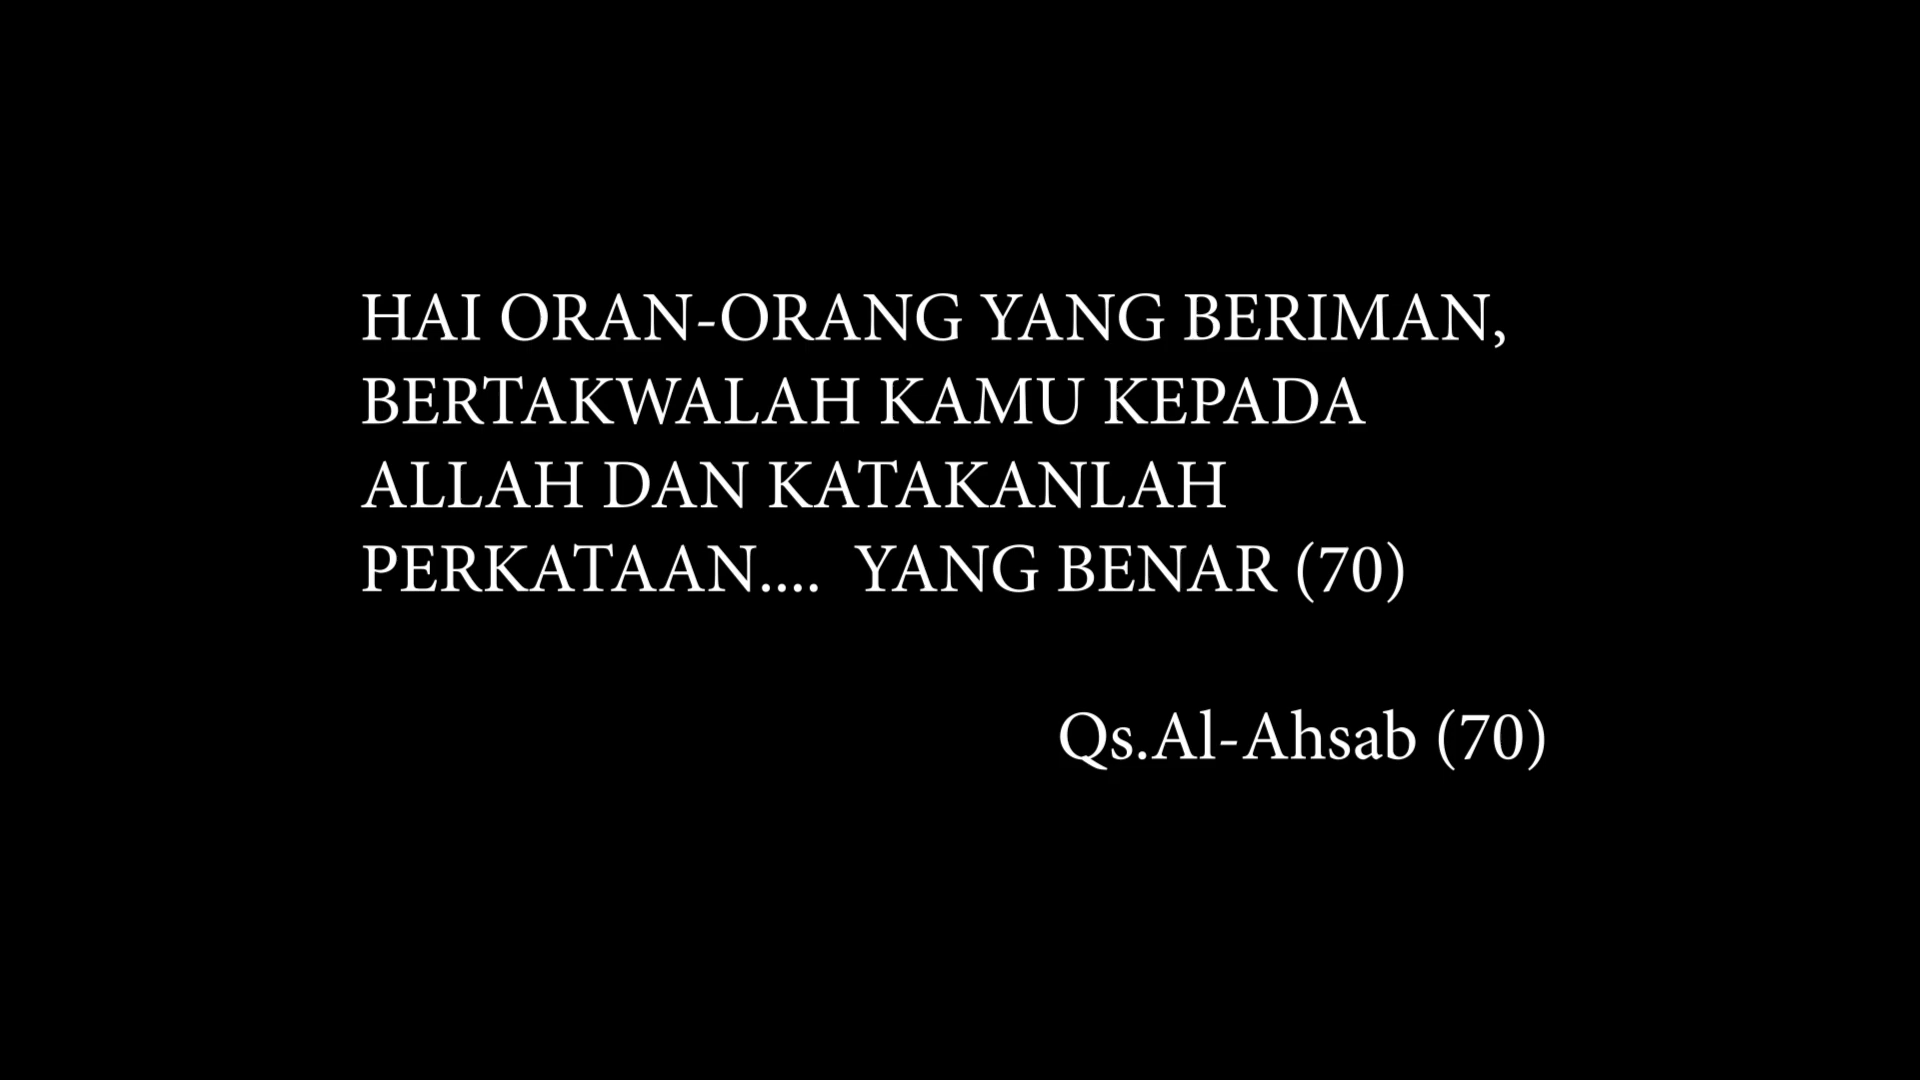 HAI ORAN-ORANG YANG BERIMAN,
BERTAKWALAH KAMU KEPADA
ALLAH DAN KATAKANLAH
PERKATAAN....  YANG BENAR (70)
Qs.Al-Ahsab (70)